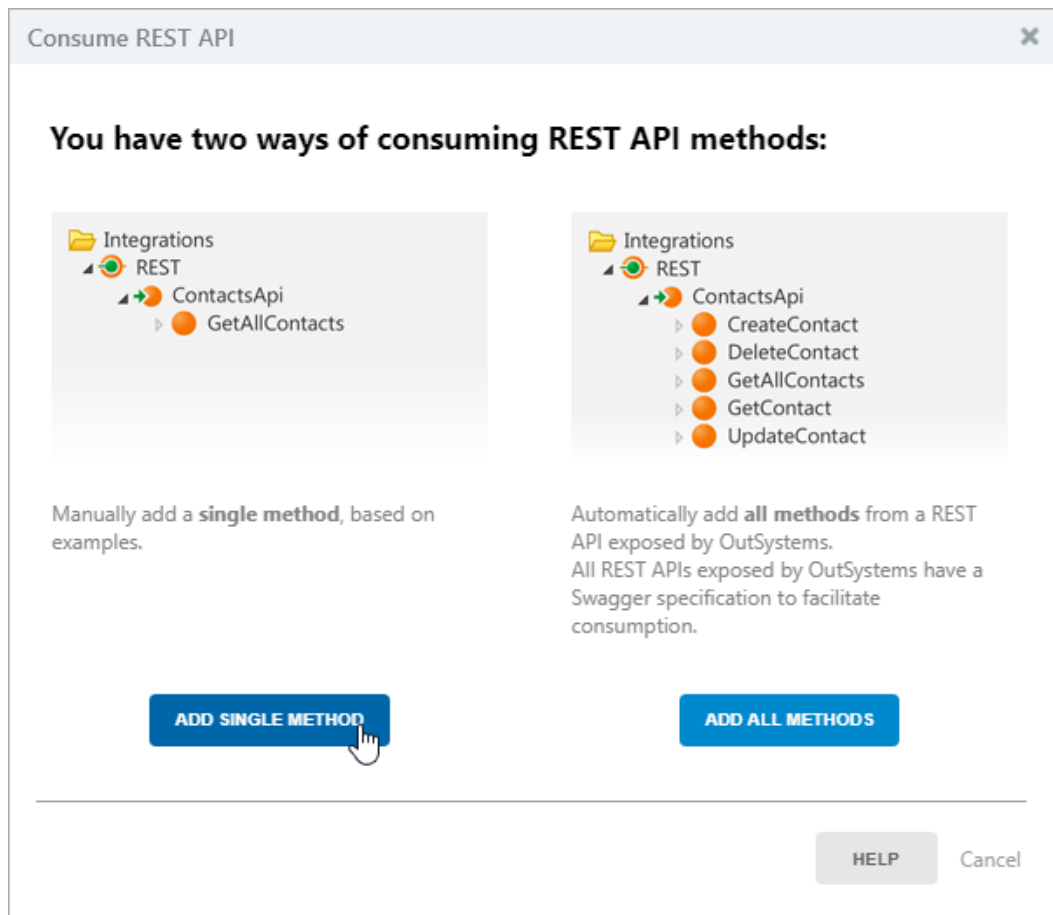 Consume REST API
You have two ways of consuming REST API methods:
Integrations
REST
ContactsApi
GetAllContacts
Integrations
REST
ContactsApi
CreateContact
DeleteContact
GetAllContacts
GetContact
UpdateContact
Manually add a single method, based on
examples.
Automatically add all methods from a REST
API exposed by OutSystems.
All REST APIs exposed by OutSystems have a
Swagger specification to facilitate
consumption.
ADD SINGLE METHOD
ADD ALL METHODS
HELP
Cancel